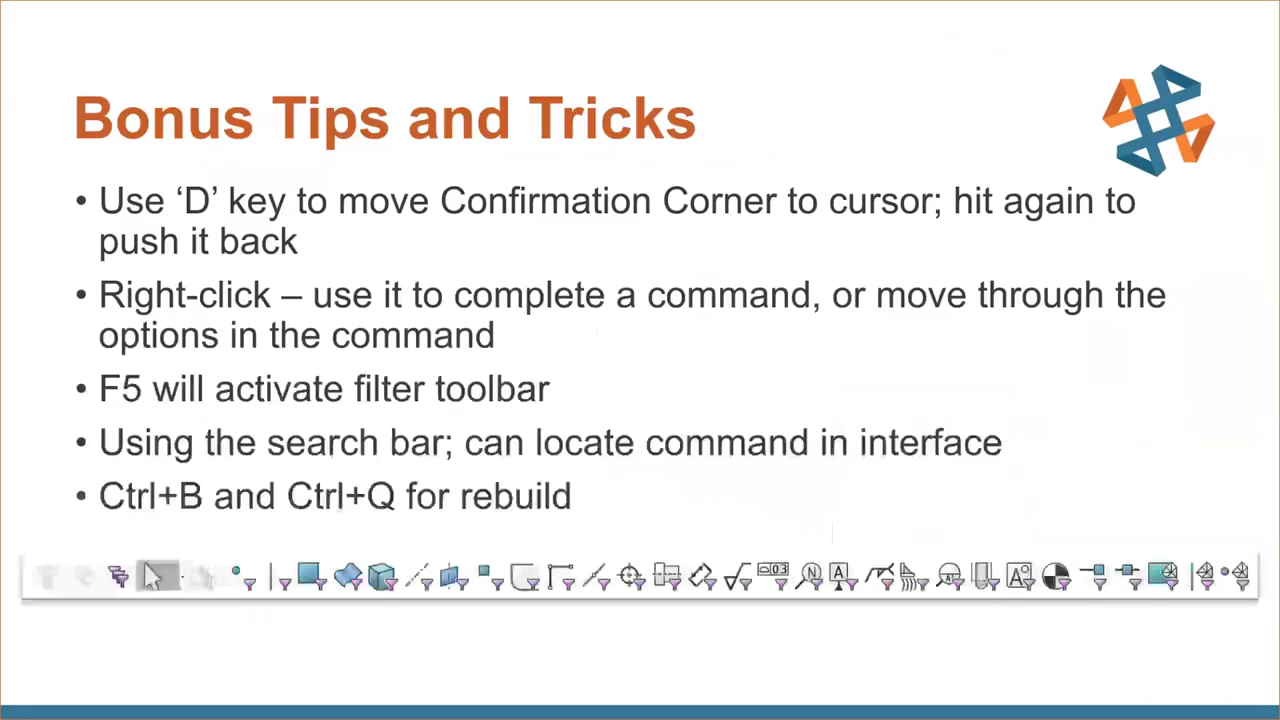 Bonus Tips and Tricks
• Use ‘D’ key to move Confirmation Corner to cursor; hit again to
push it back
• Right-click – use it to complete a command, or move through the
options in the command
• F5 will activate filter toolbar
• Using the search bar; can locate command in interface
• Ctrl+B and Ctrl+Q for rebuild